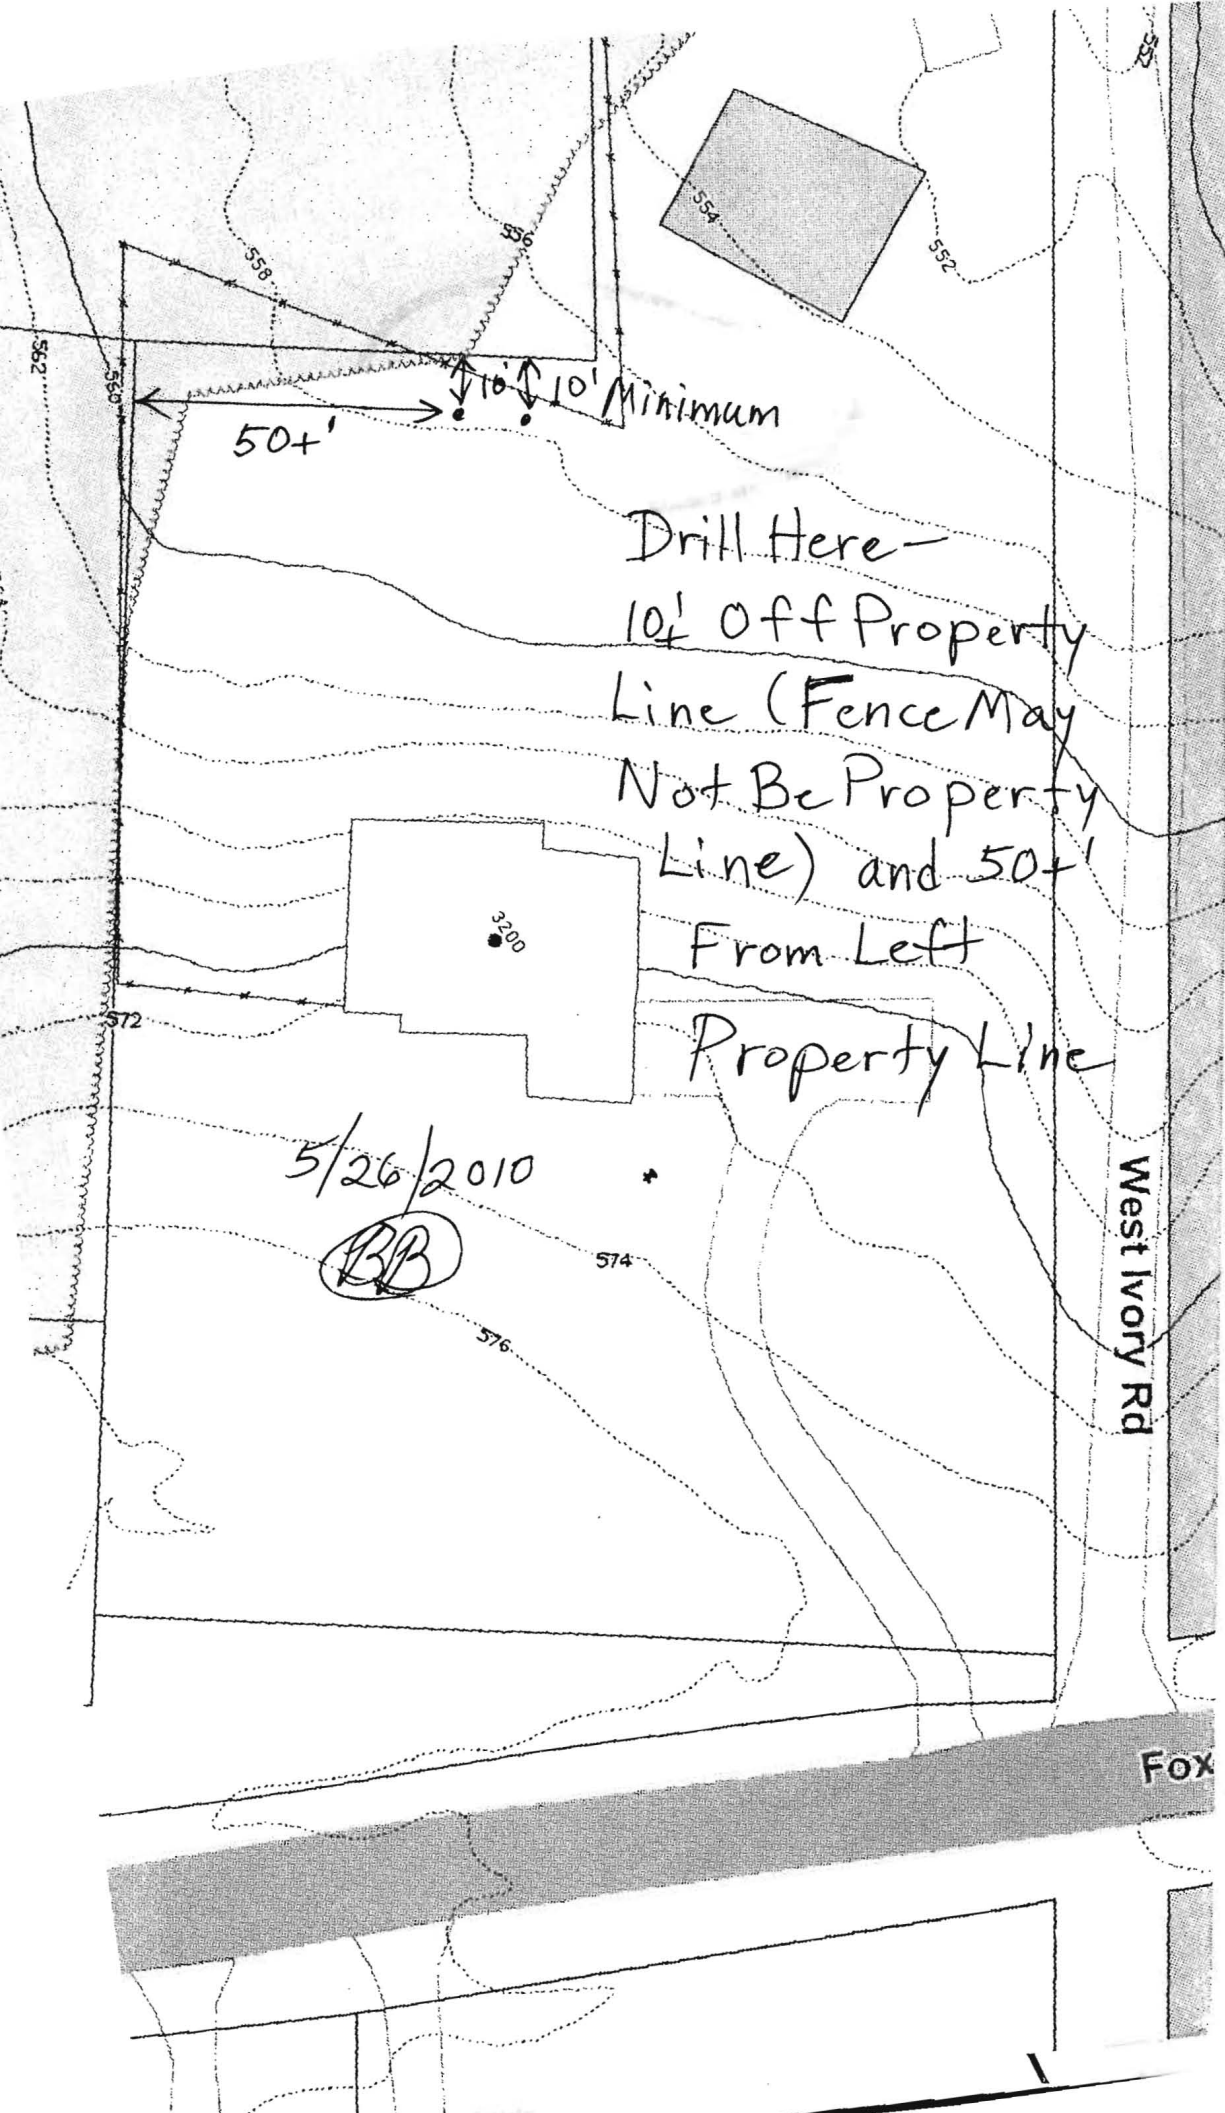 552
554
556
558
552
562
560
10' 10' Minimum
50+'
Drill Here —
10+' Off Property
Line (Fence May
Not Be Property
Line) and 50+'
From Left
Property Line
3200
572
5/26/2010
BB
574
576
West Ivory Rd
Fox